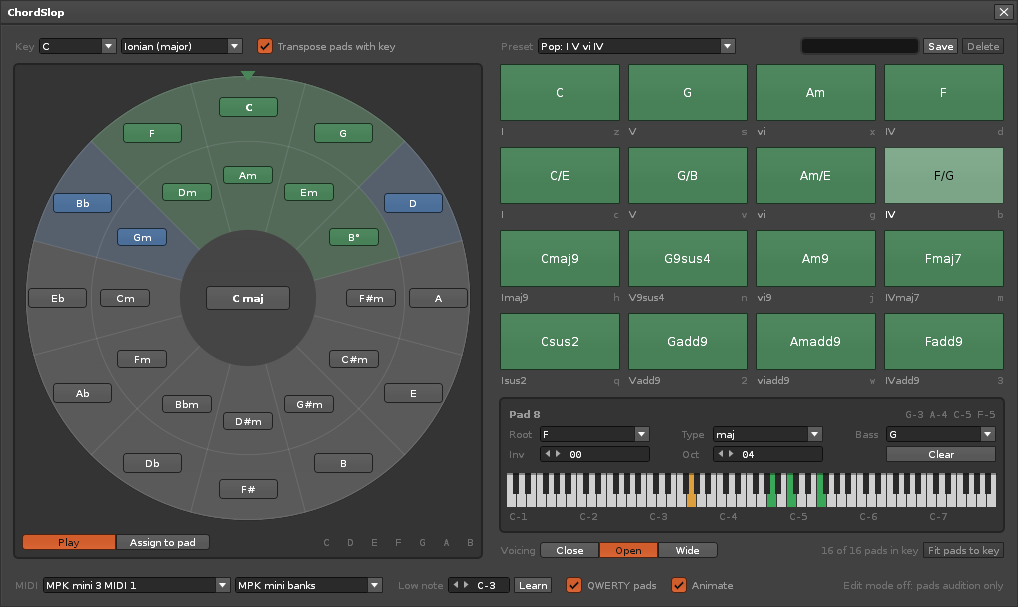 ChordSlop
Key C Ionian (major) Transpose pads with key Preset Pop: I V vi IV Save Delete
C
F G
Am
Dm Em
Bb D
Gm B°
Eb Cm C maj F#m A
Fm C#m
Ab E
Bbm G#m
D#m
Db B
F#
Play Assign to pad C D E F G A B
C G Am F
I z V s vi x IV d
C/E G/B Am/E F/G
I c V v vi g IV b
Cmaj9 G9sus4 Am9 Fmaj7
Imaj9 h V9sus4 n vi9 j IVmaj7 m
Csus2 Gadd9 Amadd9 Fadd9
Isus2 q Vadd9 2 viadd9 w IVadd9 3
Pad 8 G-3 A-4 C-5 F-5
Root F Type maj Bass G
Inv 00 Oct 04 Clear
C-1 C-2 C-3 C-4 C-5 C-6 C-7
Voicing Close Open Wide 16 of 16 pads in key Fit pads to key
MIDI MPK mini 3 MIDI 1 MPK mini banks Low note C-3 Learn QWERTY pads Animate Edit mode off: pads audition only